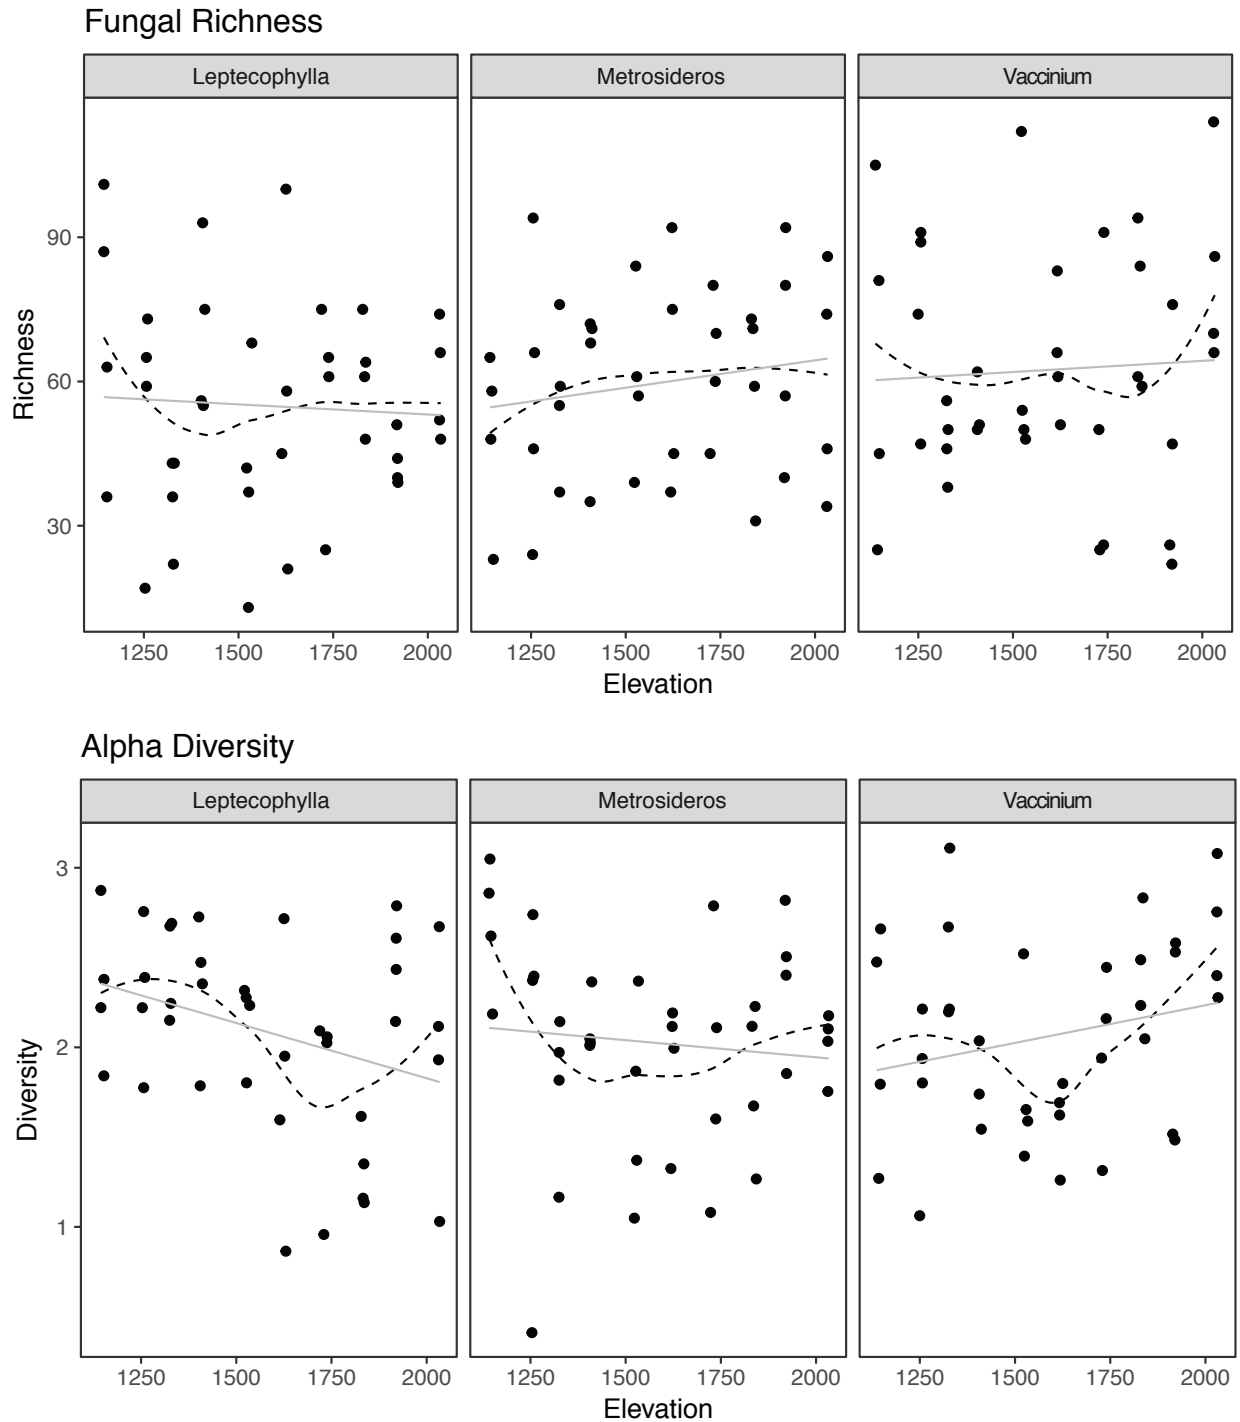 Fungal Richness
Leptecophylla Metrosideros Vaccinium
90
60
30
Richness
1250 1500 1750 2000 1250 1500 1750 2000 1250 1500 1750 2000
Elevation
Alpha Diversity
Leptecophylla Metrosideros Vaccinium
3
2
1
Diversity
1250 1500 1750 2000 1250 1500 1750 2000 1250 1500 1750 2000
Elevation